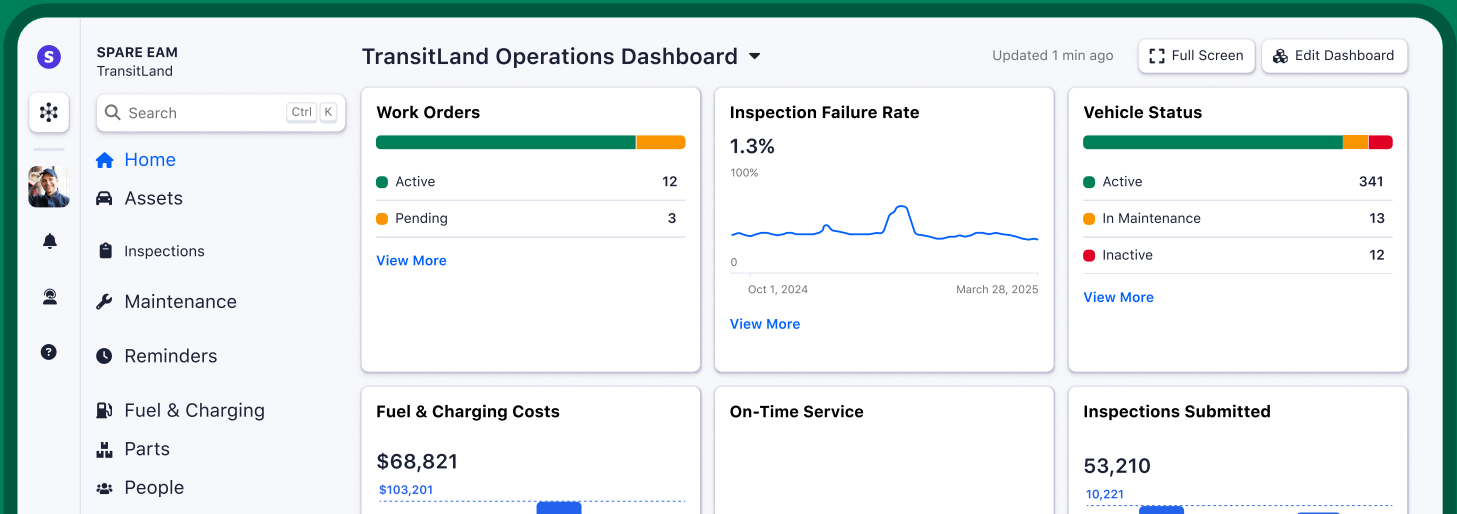 S
SPARE EAM
TransitLand
Search Ctrl K
Home
Assets
Inspections
Maintenance
Reminders
Fuel & Charging
Parts
People
?
TransitLand Operations Dashboard
Updated 1 min ago
Full Screen
Edit Dashboard
Work Orders
Active 12
Pending 3
View More
Inspection Failure Rate
1.3%
100%
0
Oct 1, 2024 March 28, 2025
View More
Vehicle Status
Active 341
In Maintenance 13
Inactive 12
View More
Fuel & Charging Costs
$68,821
$103,201
On-Time Service
Inspections Submitted
53,210
10,221